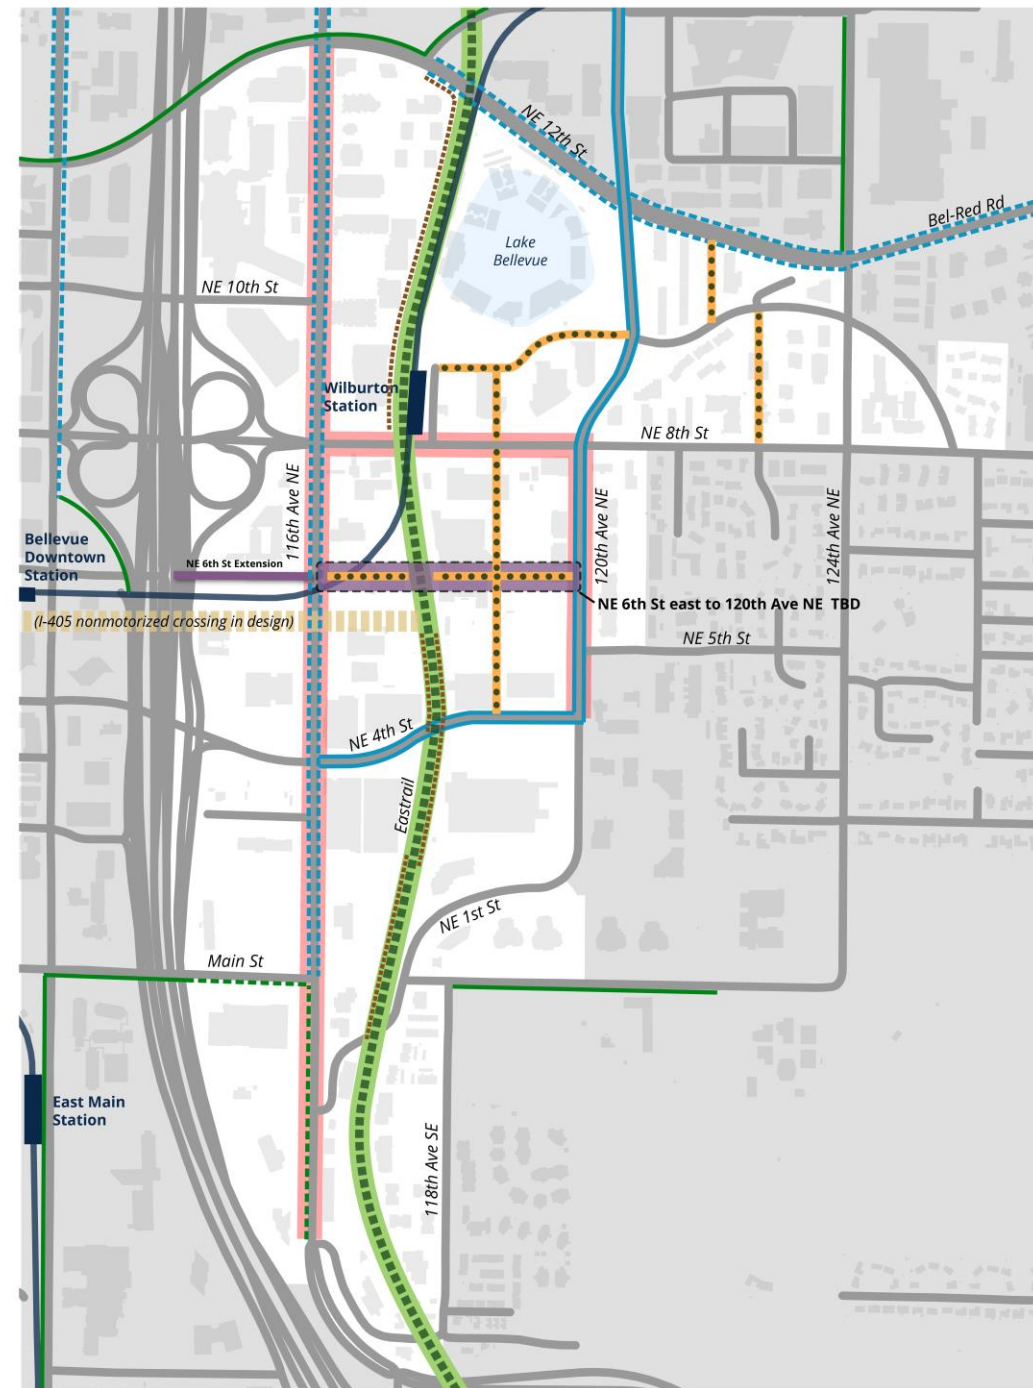 NE 12th St
Bel-Red Rd
Lake
Bellevue
NE 10th St
Wilburton
Station
NE 8th St
116th Ave NE
120th Ave NE
124th Ave NE
Bellevue
Downtown
Station
NE 6th St Extension
NE 6th St east to 120th Ave NE  TBD
(I-405 nonmotorized crossing in design)
NE 5th St
NE 4th St
Eastrail
NE 1st St
Main St
East Main
Station
118th Ave SE